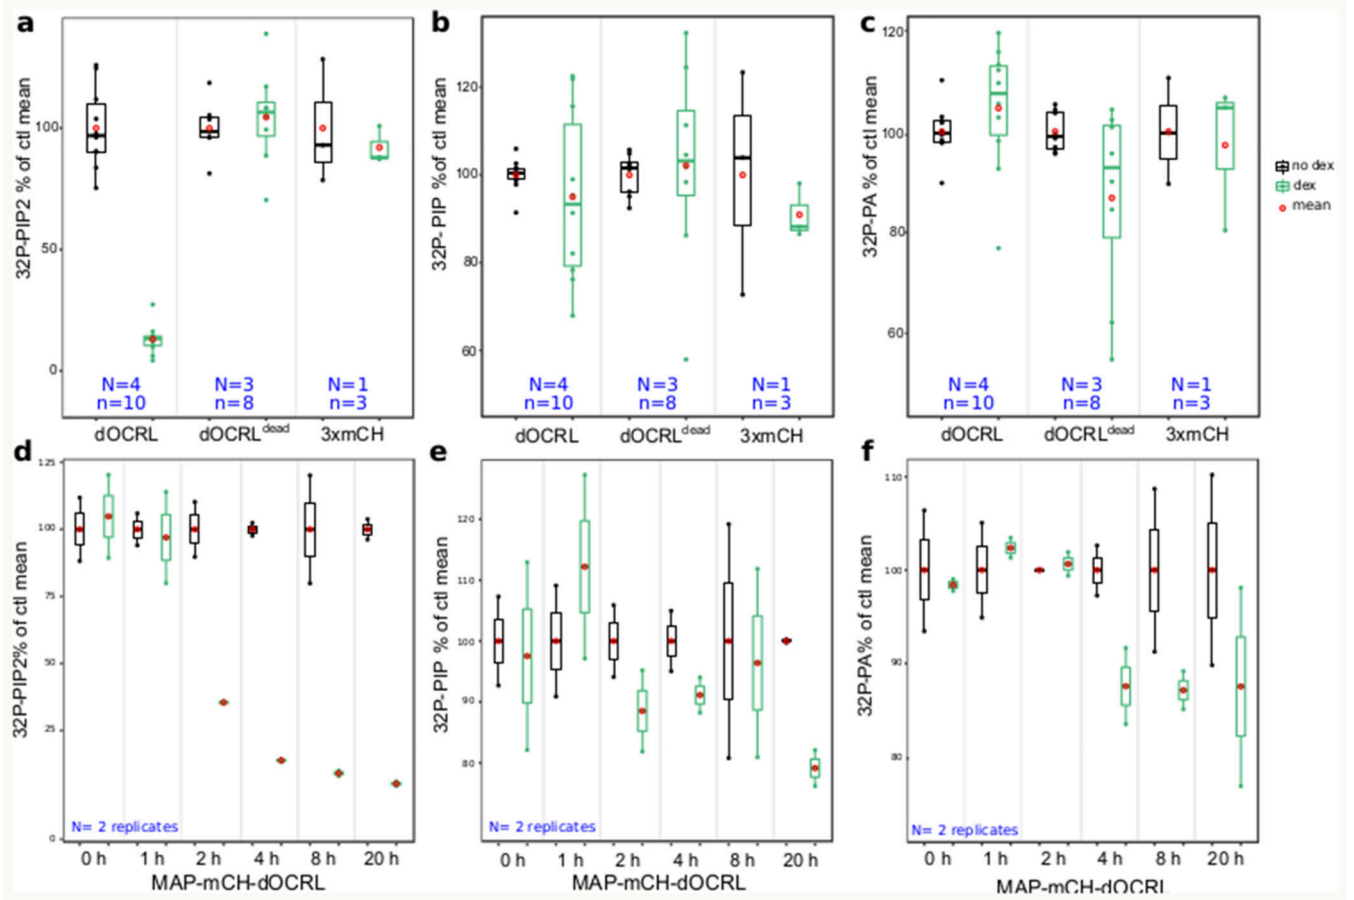 a
32P-PIP2 % of ctl mean
100
50
0
N=4 N=3 N=1
n=10 n=8 n=3
dOCRL dOCRLdead 3xmCH
b
32P- PIP %of ctl mean
120
100
80
60
N=4 N=3 N=1
n=10 n=8 n=3
dOCRL dOCRLdead 3xmCH
c
32P-PA % of ctl mean
120
100
80
60
N=4 N=3 N=1
n=10 n=8 n=3
dOCRL dOCRLdead 3xmCH
no dex
dex
mean
d
32P-PIP2% of ctl mean
125
100
75
50
25
0
N= 2 replicates
0 h 1 h 2 h 4 h 8 h 20 h
MAP-mCH-dOCRL
e
32P-PIP % of ctl mean
120
110
100
90
80
N= 2 replicates
0 h 1 h 2 h 4 h 8 h 20 h
MAP-mCH-dOCRL
f
32P-PA% of ctl mean
110
100
90
80
N= 2 replicates
0 h 1 h 2 h 4 h 8 h 20 h
MAP-mCH-dOCRL